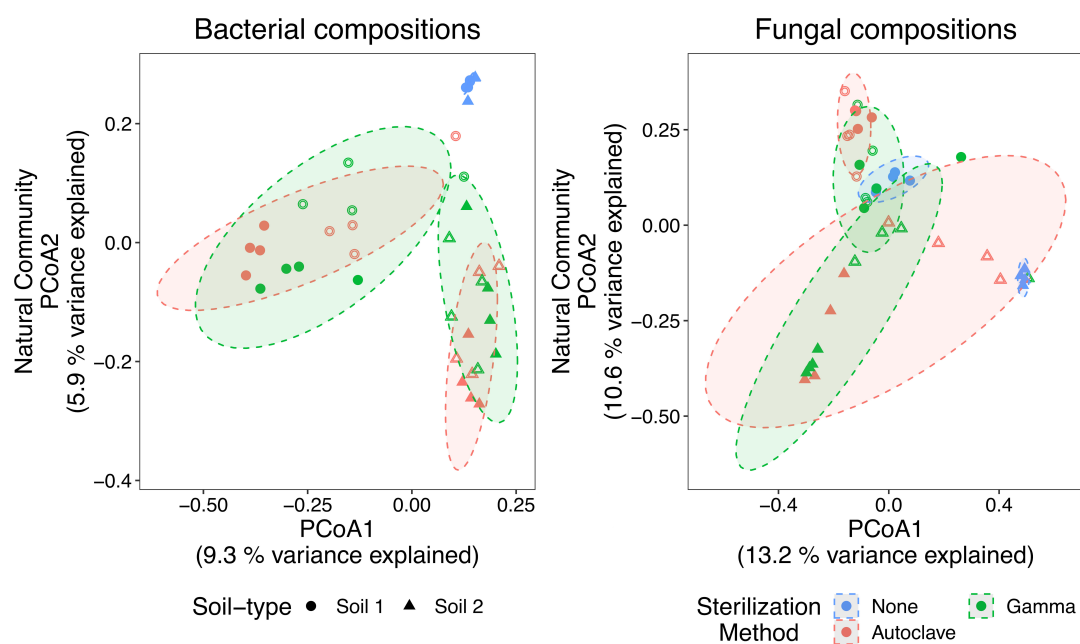 Bacterial compositions
Natural Community
PCoA2
(5.9 % variance explained)
0.2
0.0
−0.2
−0.4
−0.50
−0.25
0.00
0.25
PCoA1
(9.3 % variance explained)
Fungal compositions
Natural Community
PCoA2
(10.6 % variance explained)
0.25
0.00
−0.25
−0.50
−0.4
0.0
0.4
PCoA1
(13.2 % variance explained)
Soil−type
Soil 1
Soil 2
Sterilization
Method
None
Gamma
Autoclave